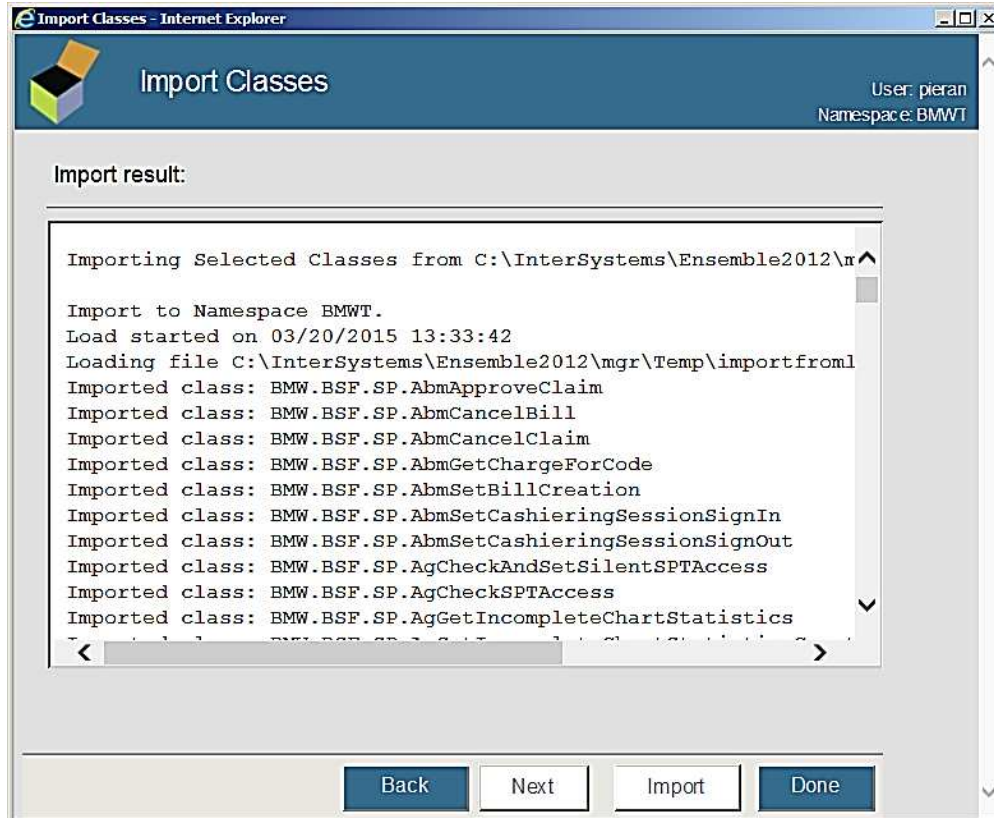 Import Classes - Internet Explorer
Import Classes
User: pieran
Namespace: BMWT
Import result:
Importing Selected Classes from C:\InterSystems\Ensemble2012\m
Import to Namespace BMWT.
Load started on 03/20/2015 13:33:42
Loading file C:\InterSystems\Ensemble2012\mgr\Temp\importfroml
Imported class: BMW.BSF.SP.AbmApproveClaim
Imported class: BMW.BSF.SP.AbmCancelBill
Imported class: BMW.BSF.SP.AbmCancelClaim
Imported class: BMW.BSF.SP.AbmGetChargeForCode
Imported class: BMW.BSF.SP.AbmSetBillCreation
Imported class: BMW.BSF.SP.AbmSetCashieringSessionSignIn
Imported class: BMW.BSF.SP.AbmSetCashieringSessionSignOut
Imported class: BMW.BSF.SP.AgCheckAndSetSilentSPTAccess
Imported class: BMW.BSF.SP.AgCheckSPTAccess
Imported class: BMW.BSF.SP.AgGetIncompleteChartStatistics
Back Next Import Done